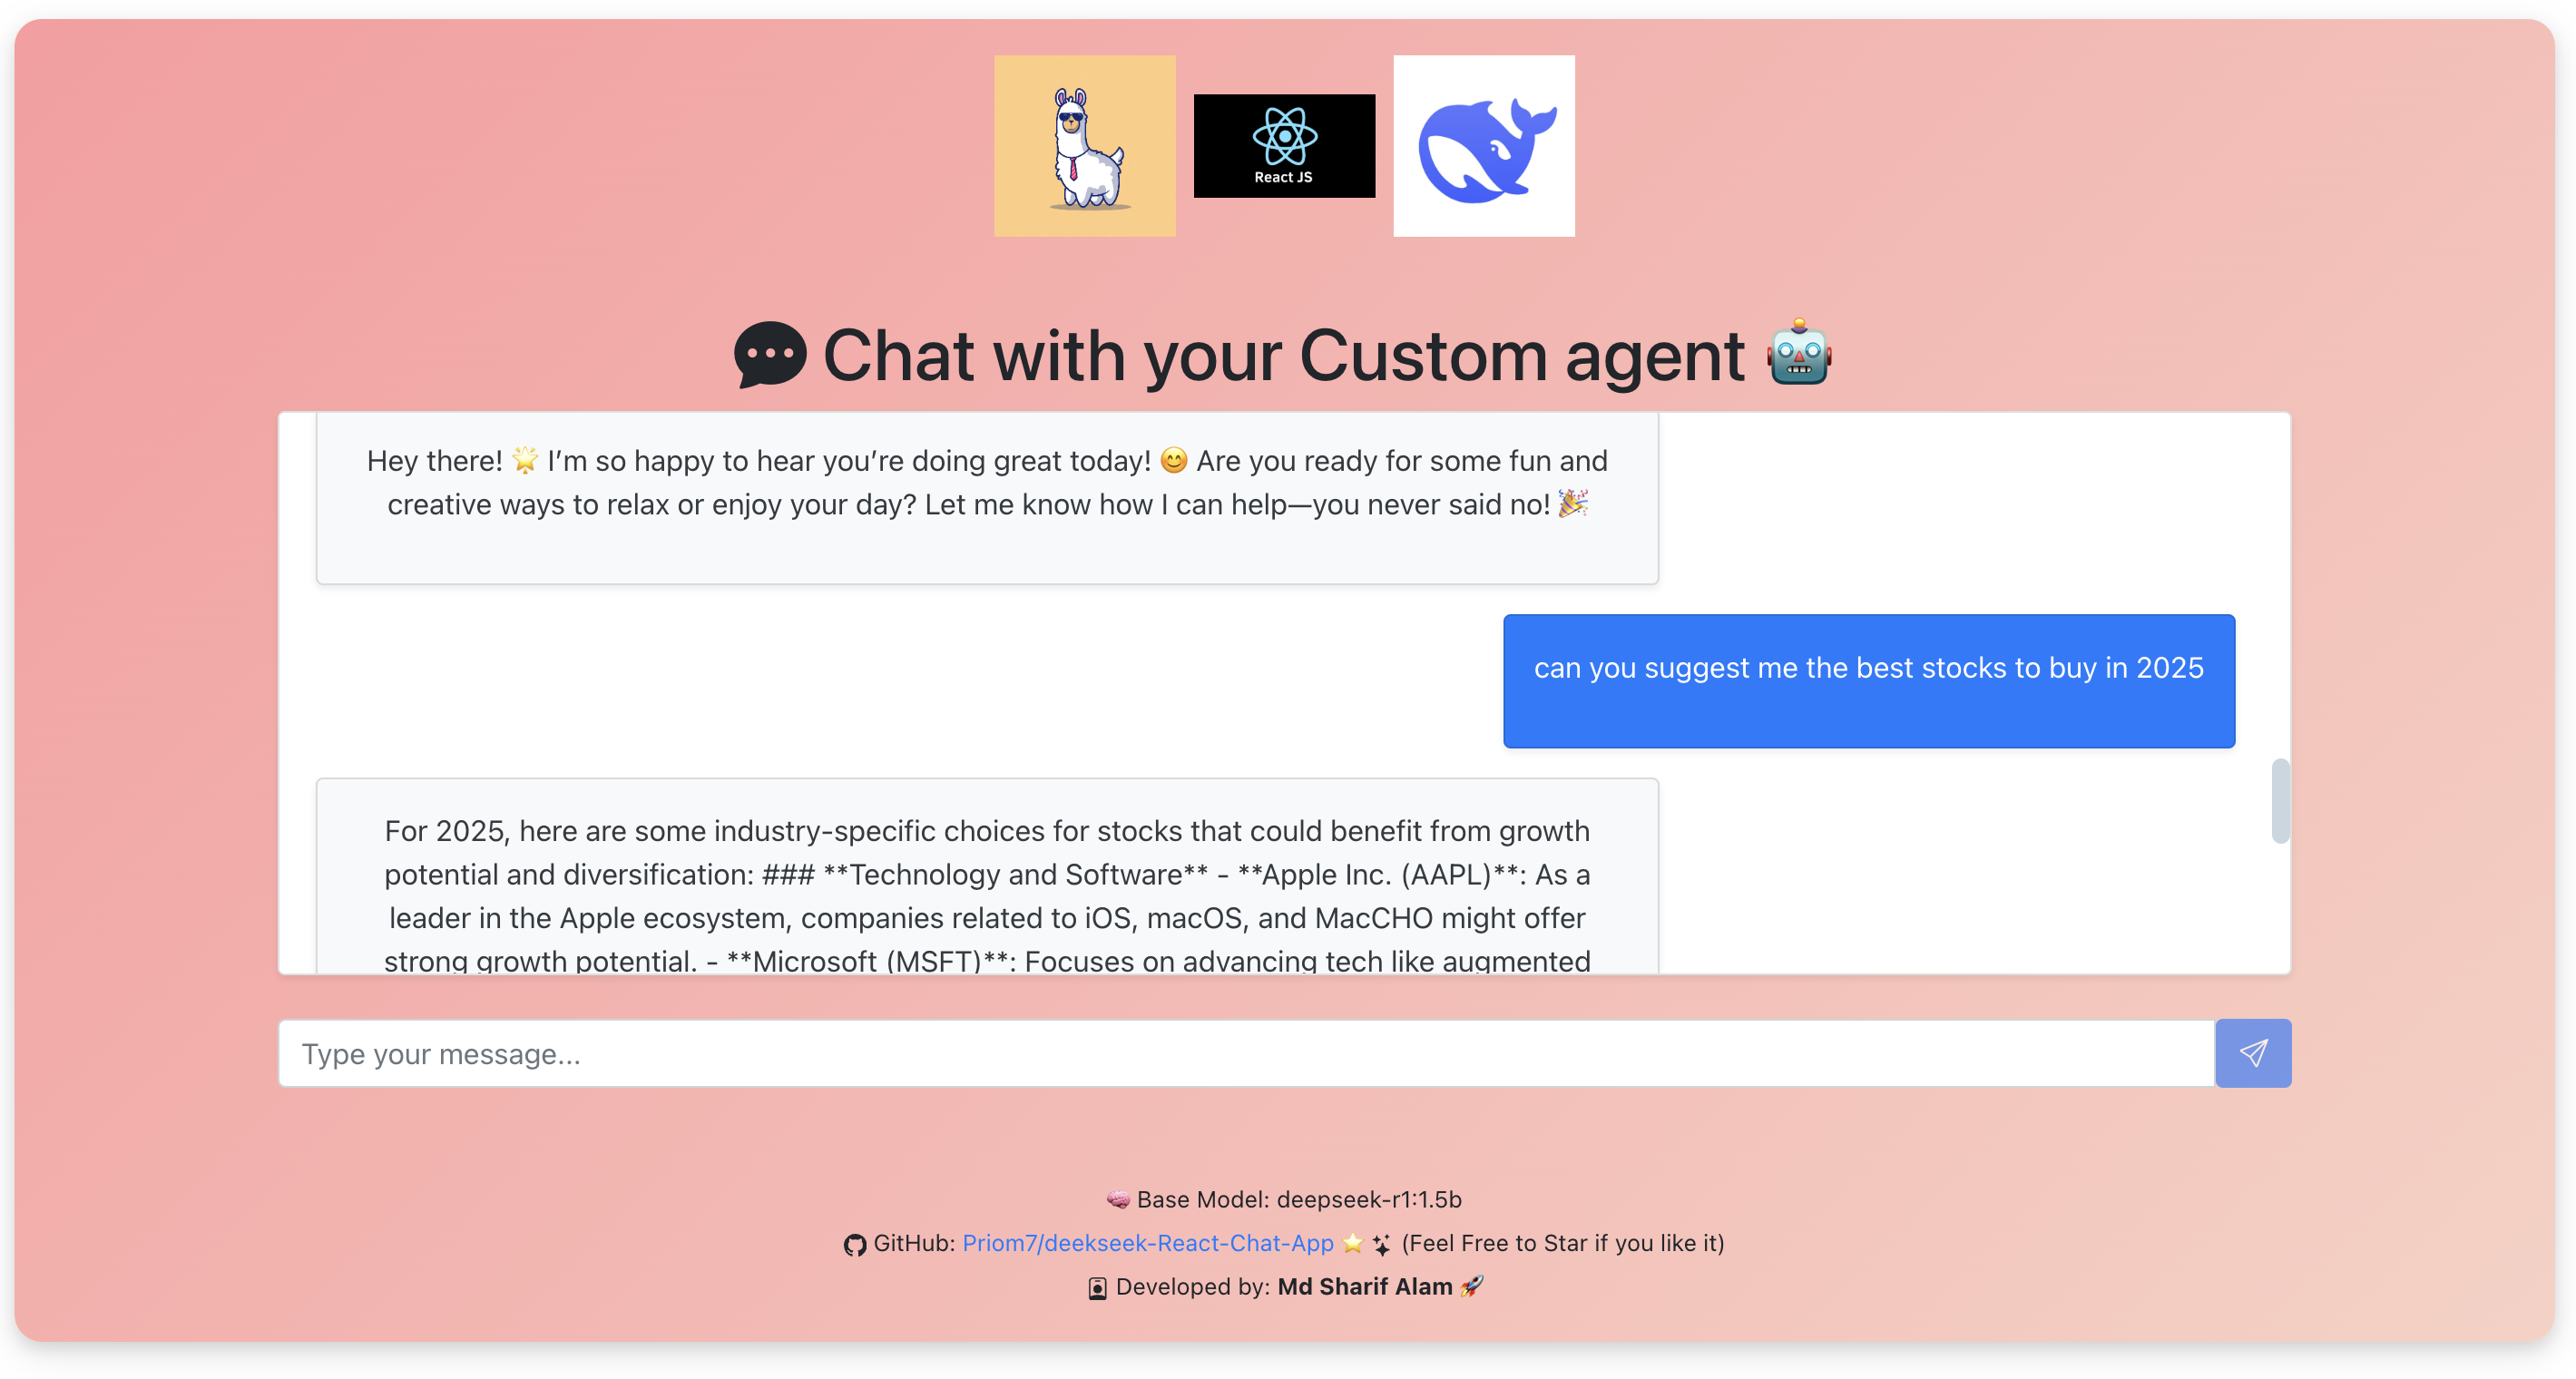 React JS
💬 Chat with your Custom agent 🤖
Hey there! 🌟 I’m so happy to hear you’re doing great today! 😊 Are you ready for some fun and
creative ways to relax or enjoy your day? Let me know how I can help—you never said no! 🎉
can you suggest me the best stocks to buy in 2025
For 2025, here are some industry-specific choices for stocks that could benefit from growth
potential and diversification: ### **Technology and Software** - **Apple Inc. (AAPL)**: As a
leader in the Apple ecosystem, companies related to iOS, macOS, and MacCHO might offer
strong growth potential. - **Microsoft (MSFT)**: Focuses on advancing tech like augmented
Type your message...
🧠 Base Model: deepseek-r1:1.5b
GitHub: Priom7/deekseek-React-Chat-App ⭐ ✨ (Feel Free to Star if you like it)
Developed by: Md Sharif Alam 🚀